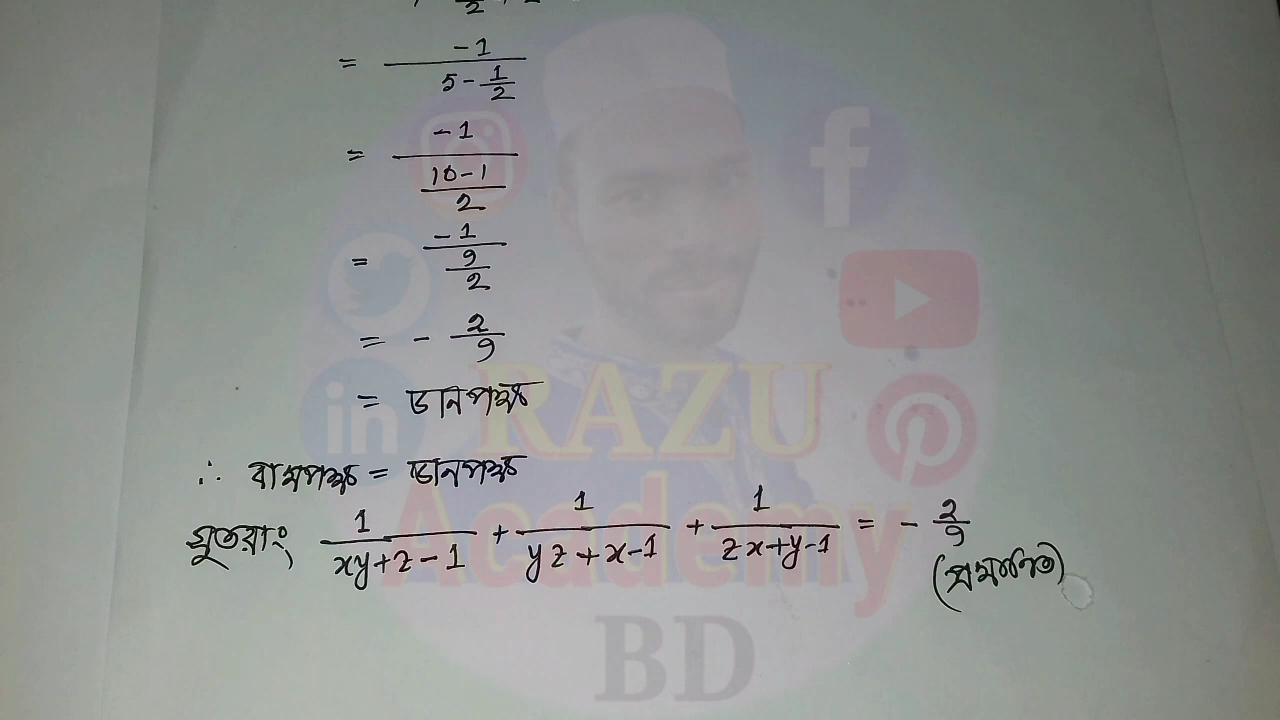 = -1 / (5 - 1/2)
= -1 / ((10-1)/2)
= -1 / (9/2)
= - 2/9
= ডানপক্ষ
∴ বামপক্ষ = ডানপক্ষ
সুতরাং, 1/(xy+z-1) + 1/(yz+x-1) + 1/(zx+y-1) = - 2/9
(প্রমানিত)
in
RAZU
Academy
BD